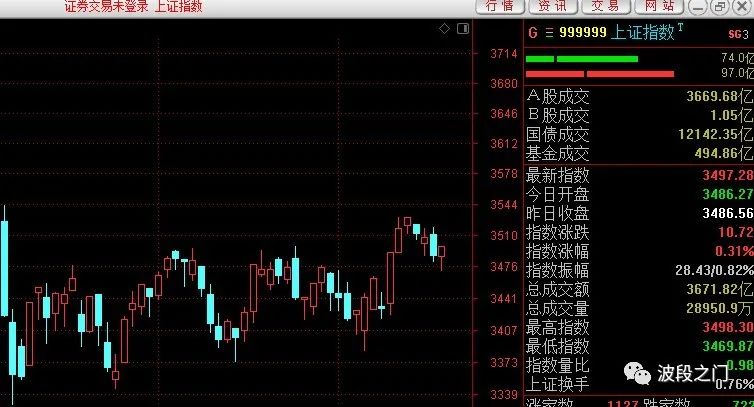 证券交易未登录 上证指数
行情 资讯 交易 网站
G 三 999999 上证指数 T SG3
74.0亿
97.0亿
A股成交 3669.68亿
B股成交 1.05亿
国债成交 12142.35亿
基金成交 494.86亿
最新指数 3497.28
今日开盘 3486.27
昨日收盘 3486.56
指数涨跌 10.72
指数涨幅 0.31%
指数振幅 28.43/0.82%
总成交额 3671.82亿
总成交量 28950.9万
最高指数 3498.30
最低指数 3469.87
指数量比 0.98
上证换手 0.76%
涨家数 1127 跌家数 722
3714
3680
3646
3612
3578
3544
3510
3476
3441
3407
3373
3339
波段之门